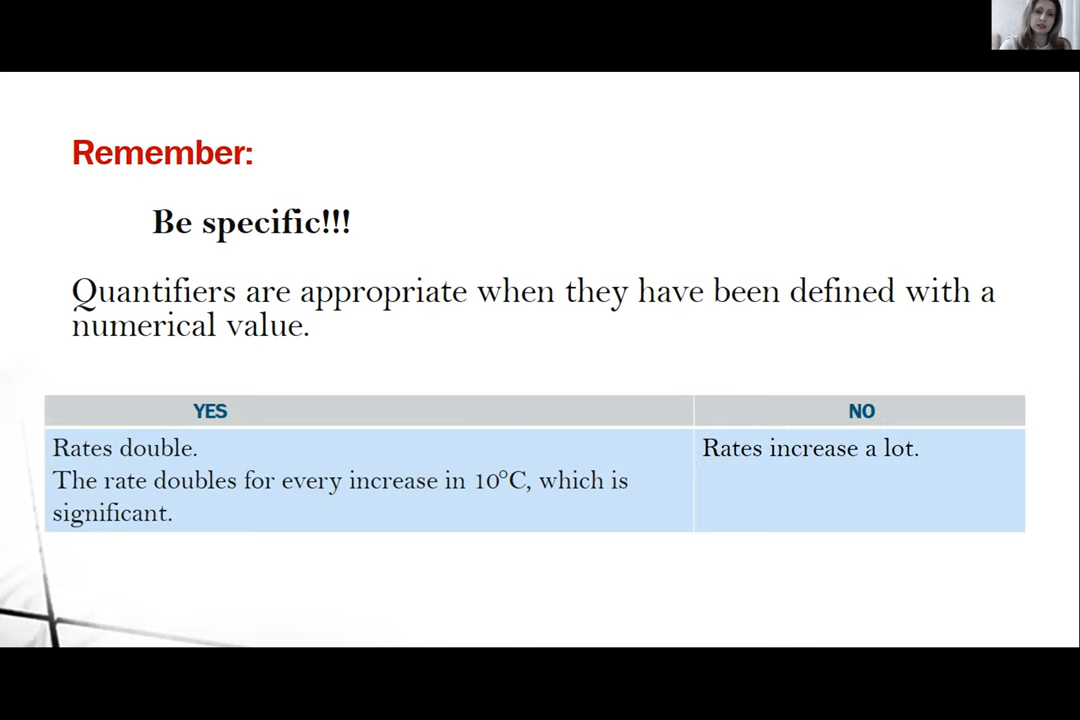 Remember:
Be specific!!!
Quantifiers are appropriate when they have been defined with a
numerical value.
YES
NO
Rates double.
The rate doubles for every increase in 10°C, which is
significant.
Rates increase a lot.